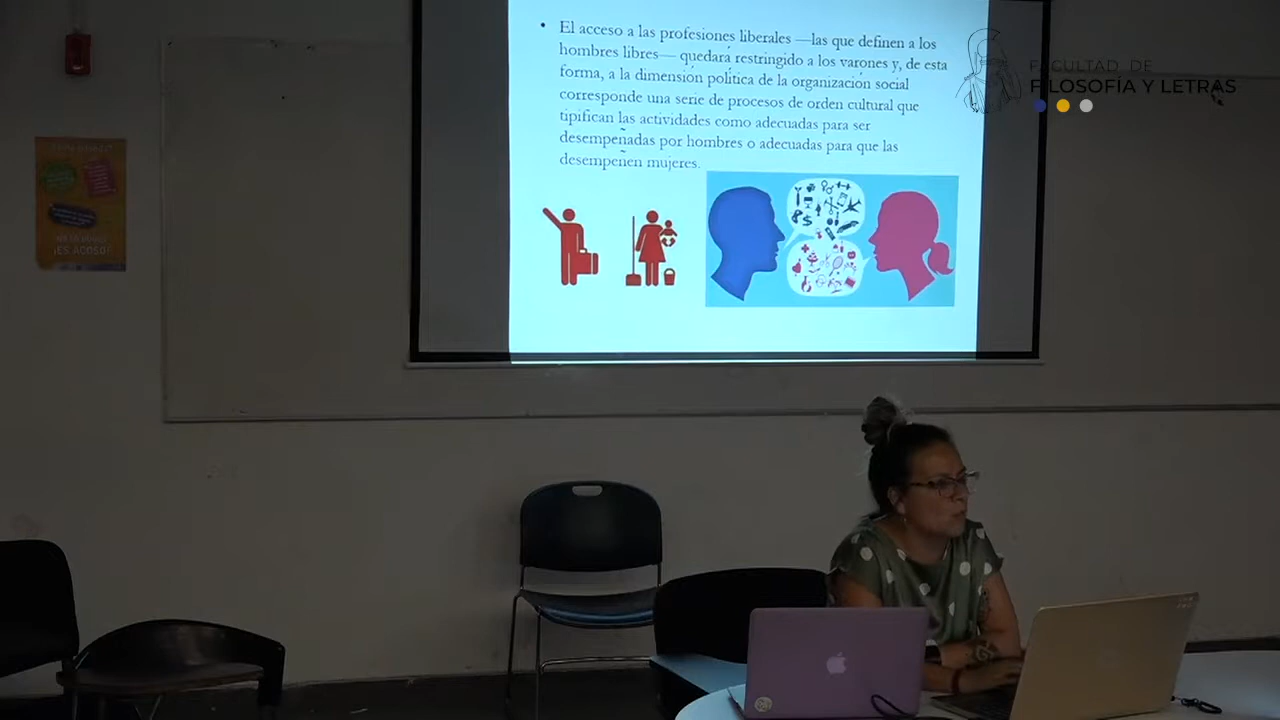 • El acceso a las profesiones liberales —las que definen a los
hombres libres— quedará restringido a los varones y, de esta
forma, a la dimensión política de la organización social
corresponde una serie de procesos de orden cultural que
tipifican las actividades como adecuadas para ser
desempeñadas por hombres o adecuadas para que las
desempeñen mujeres.
FACULTAD DE
FILOSOFÍA Y LETRAS
¡ES ACOSO!